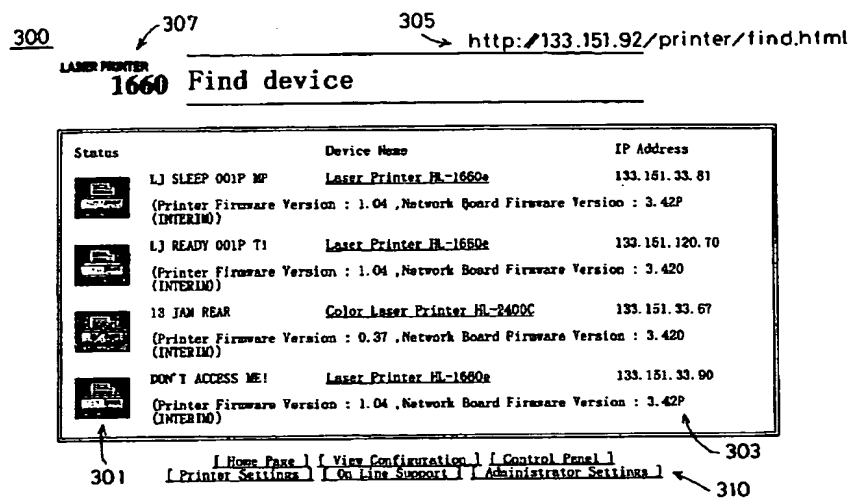 300
307
305
http://133.151.92/printer/find.html
LASER PRINTER
1660 Find device
Status Device Name IP Address
LJ SLEEP 001P MP Laser Printer HL-1660e 133.151.33.81
(Printer Firmware Version : 1.04 ,Network Board Firmware Version : 3.42P
(INTERIM))
LJ READY 001P T1 Laser Printer HL-1660e 133.151.120.70
(Printer Firmware Version : 1.04 ,Network Board Firmware Version : 3.420
(INTERIM))
13 JAM REAR Color Laser Printer HL-2400C 133.151.33.67
(Printer Firmware Version : 0.37 ,Network Board Firmware Version : 3.420
(INTERIM))
DON'T ACCESS ME! Laser Printer HL-1660e 133.151.33.90
(Printer Firmware Version : 1.04 ,Network Board Firmware Version : 3.42P
(INTERIM))
301
303
[ Home Page ] [ View Configuration ] [ Control Panel ]
[ Printer Settings ] [ On Line Support ] [ Administrator Settings ]
310